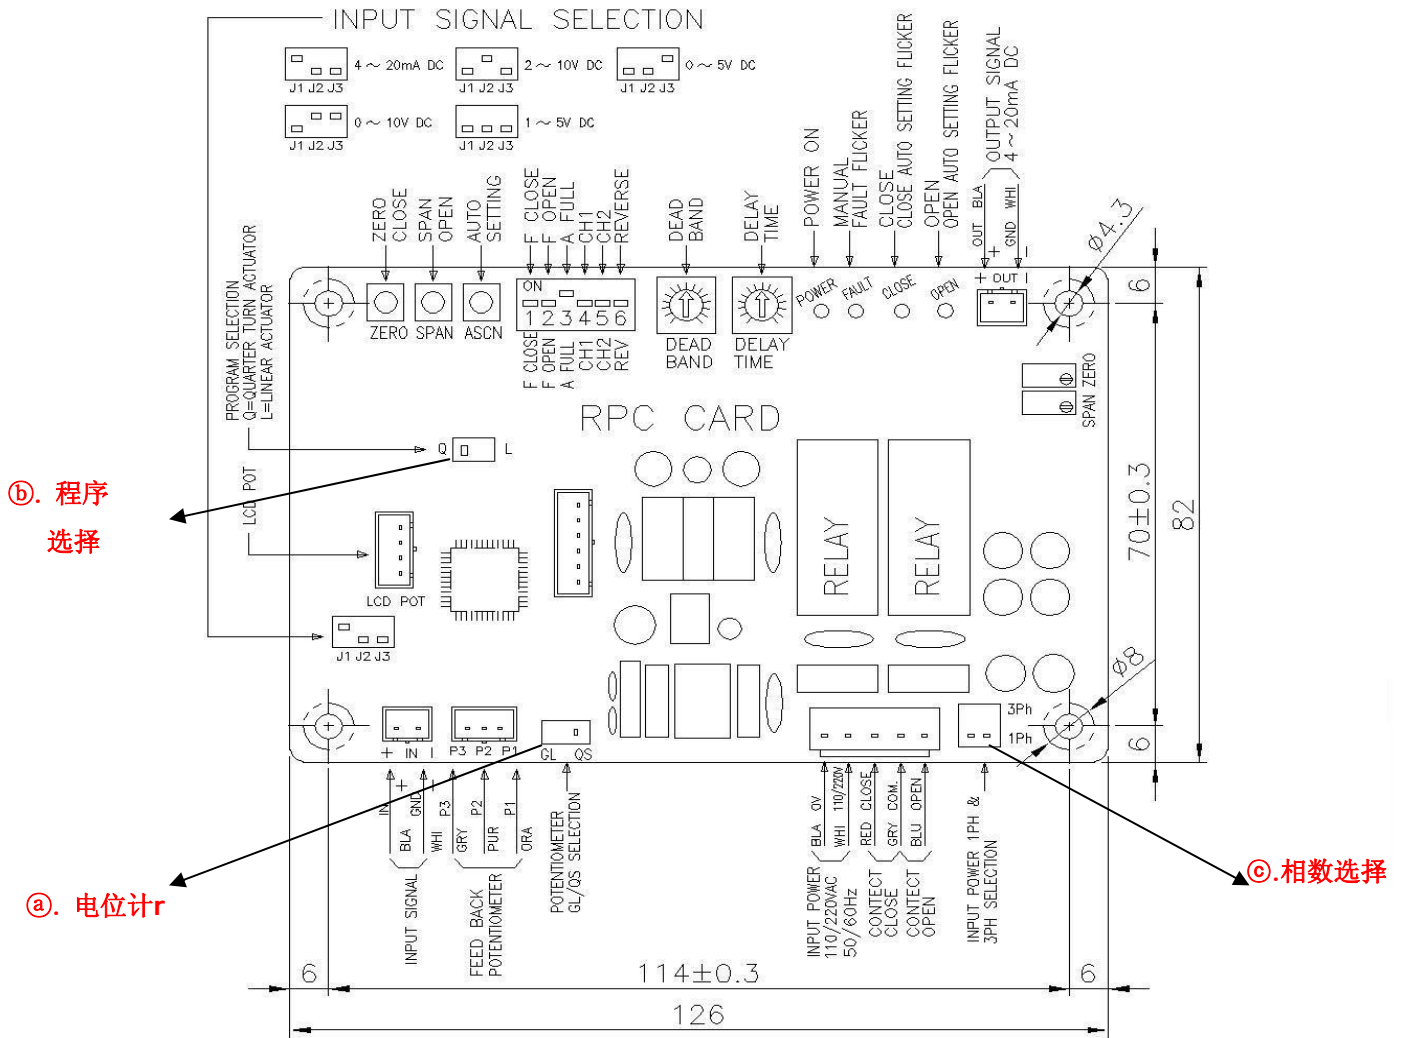 INPUT SIGNAL SELECTION
4 ~ 20mA DC
J1 J2 J3
2 ~ 10V DC
J1 J2 J3
0 ~ 5V DC
J1 J2 J3
0 ~ 10V DC
J1 J2 J3
1 ~ 5V DC
J1 J2 J3
ZERO
CLOSE
SPAN
OPEN
AUTO
SETTING
F CLOSE
F OPEN
A FULL
CH1
CH2
REVERSE
DEAD
BAND
DELAY
TIME
POWER ON
MANUAL
FAULT FLICKER
CLOSE
CLOSE AUTO SETTING FLICKER
OPEN
OPEN AUTO SETTING FLICKER
OUTPUT SIGNAL
4 ~ 20mA DC
OUT BLA
+
GND WHI
-
+ OUT -
ø4.3
6
PROGRAM SELECTION
Q=QUARTER TURN ACTUATOR
L=LINEAR ACTUATOR
ZERO SPAN ASCN
ON
1 2 3 4 5 6
F CLOSE
F OPEN
A FULL
CH1
CH2
REV
DEAD
BAND
DELAY
TIME
POWER
FAULT
CLOSE
OPEN
SPAN ZERO
RPC CARD
Q L
ⓑ. 程序
选择
LCD POT
LCD POT
RELAY
RELAY
70±0.3
82
J1 J2 J3
ø8
6
+ IN -
P3 P2 P1
GL QS
3Ph
1Ph
IN +
BLA
GND -
WHI
P3
GRY
P2
PUR
P1
ORA
INPUT SIGNAL
FEED BACK
POTENTIOMETER
POTENTIOMETER
GL/QS SELECTION
BLA 0V
WHI 110/220V
RED CLOSE
GRY COM.
BLU OPEN
INPUT POWER
110/220VAC
50/60Hz
CONTECT
CLOSE
CONTECT
OPEN
INPUT POWER 1PH &
3PH SELECTION
ⓐ. 电位计r
ⓒ.相数选择
6
114±0.3
6
126